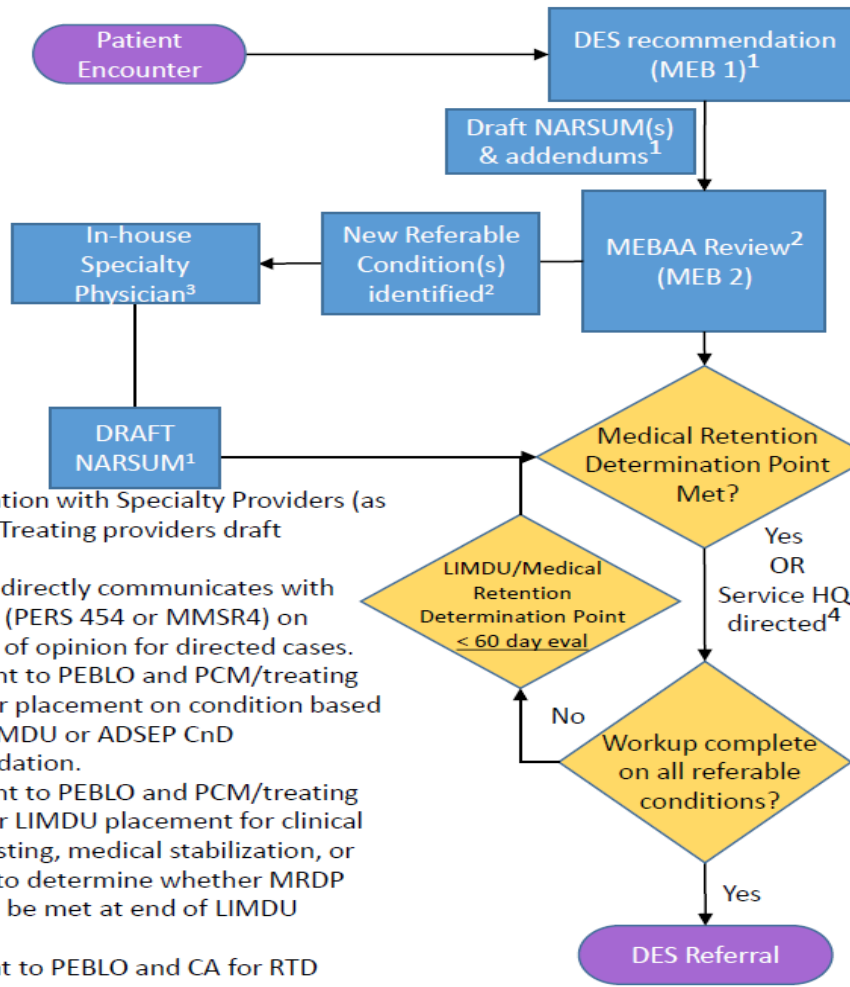 Patient
Encounter
DES recommendation
(MEB 1)1
Draft NARSUM(s)
& addendums1
MEBAA Review2
(MEB 2)
New Referable
Condition(s)
identified2
In-house
Specialty
Physician3
DRAFT
NARSUM1
Medical Retention
Determination Point
Met?
Yes
OR
Service HQ
directed4
LIMDU/Medical
Retention
Determination Point
< 60 day eval
No
Workup complete
on all referable
conditions?
Yes
DES Referral
ation with Specialty Providers (as
Treating providers draft
directly communicates with
(PERS 454 or MMSR4) on
of opinion for directed cases.
nt to PEBLO and PCM/treating
r placement on condition based
MDU or ADSEP CnD
dation.
nt to PEBLO and PCM/treating
r LIMDU placement for clinical
sting, medical stabilization, or
to determine whether MRDP
be met at end of LIMDU
nt to PEBLO and CA for RTD